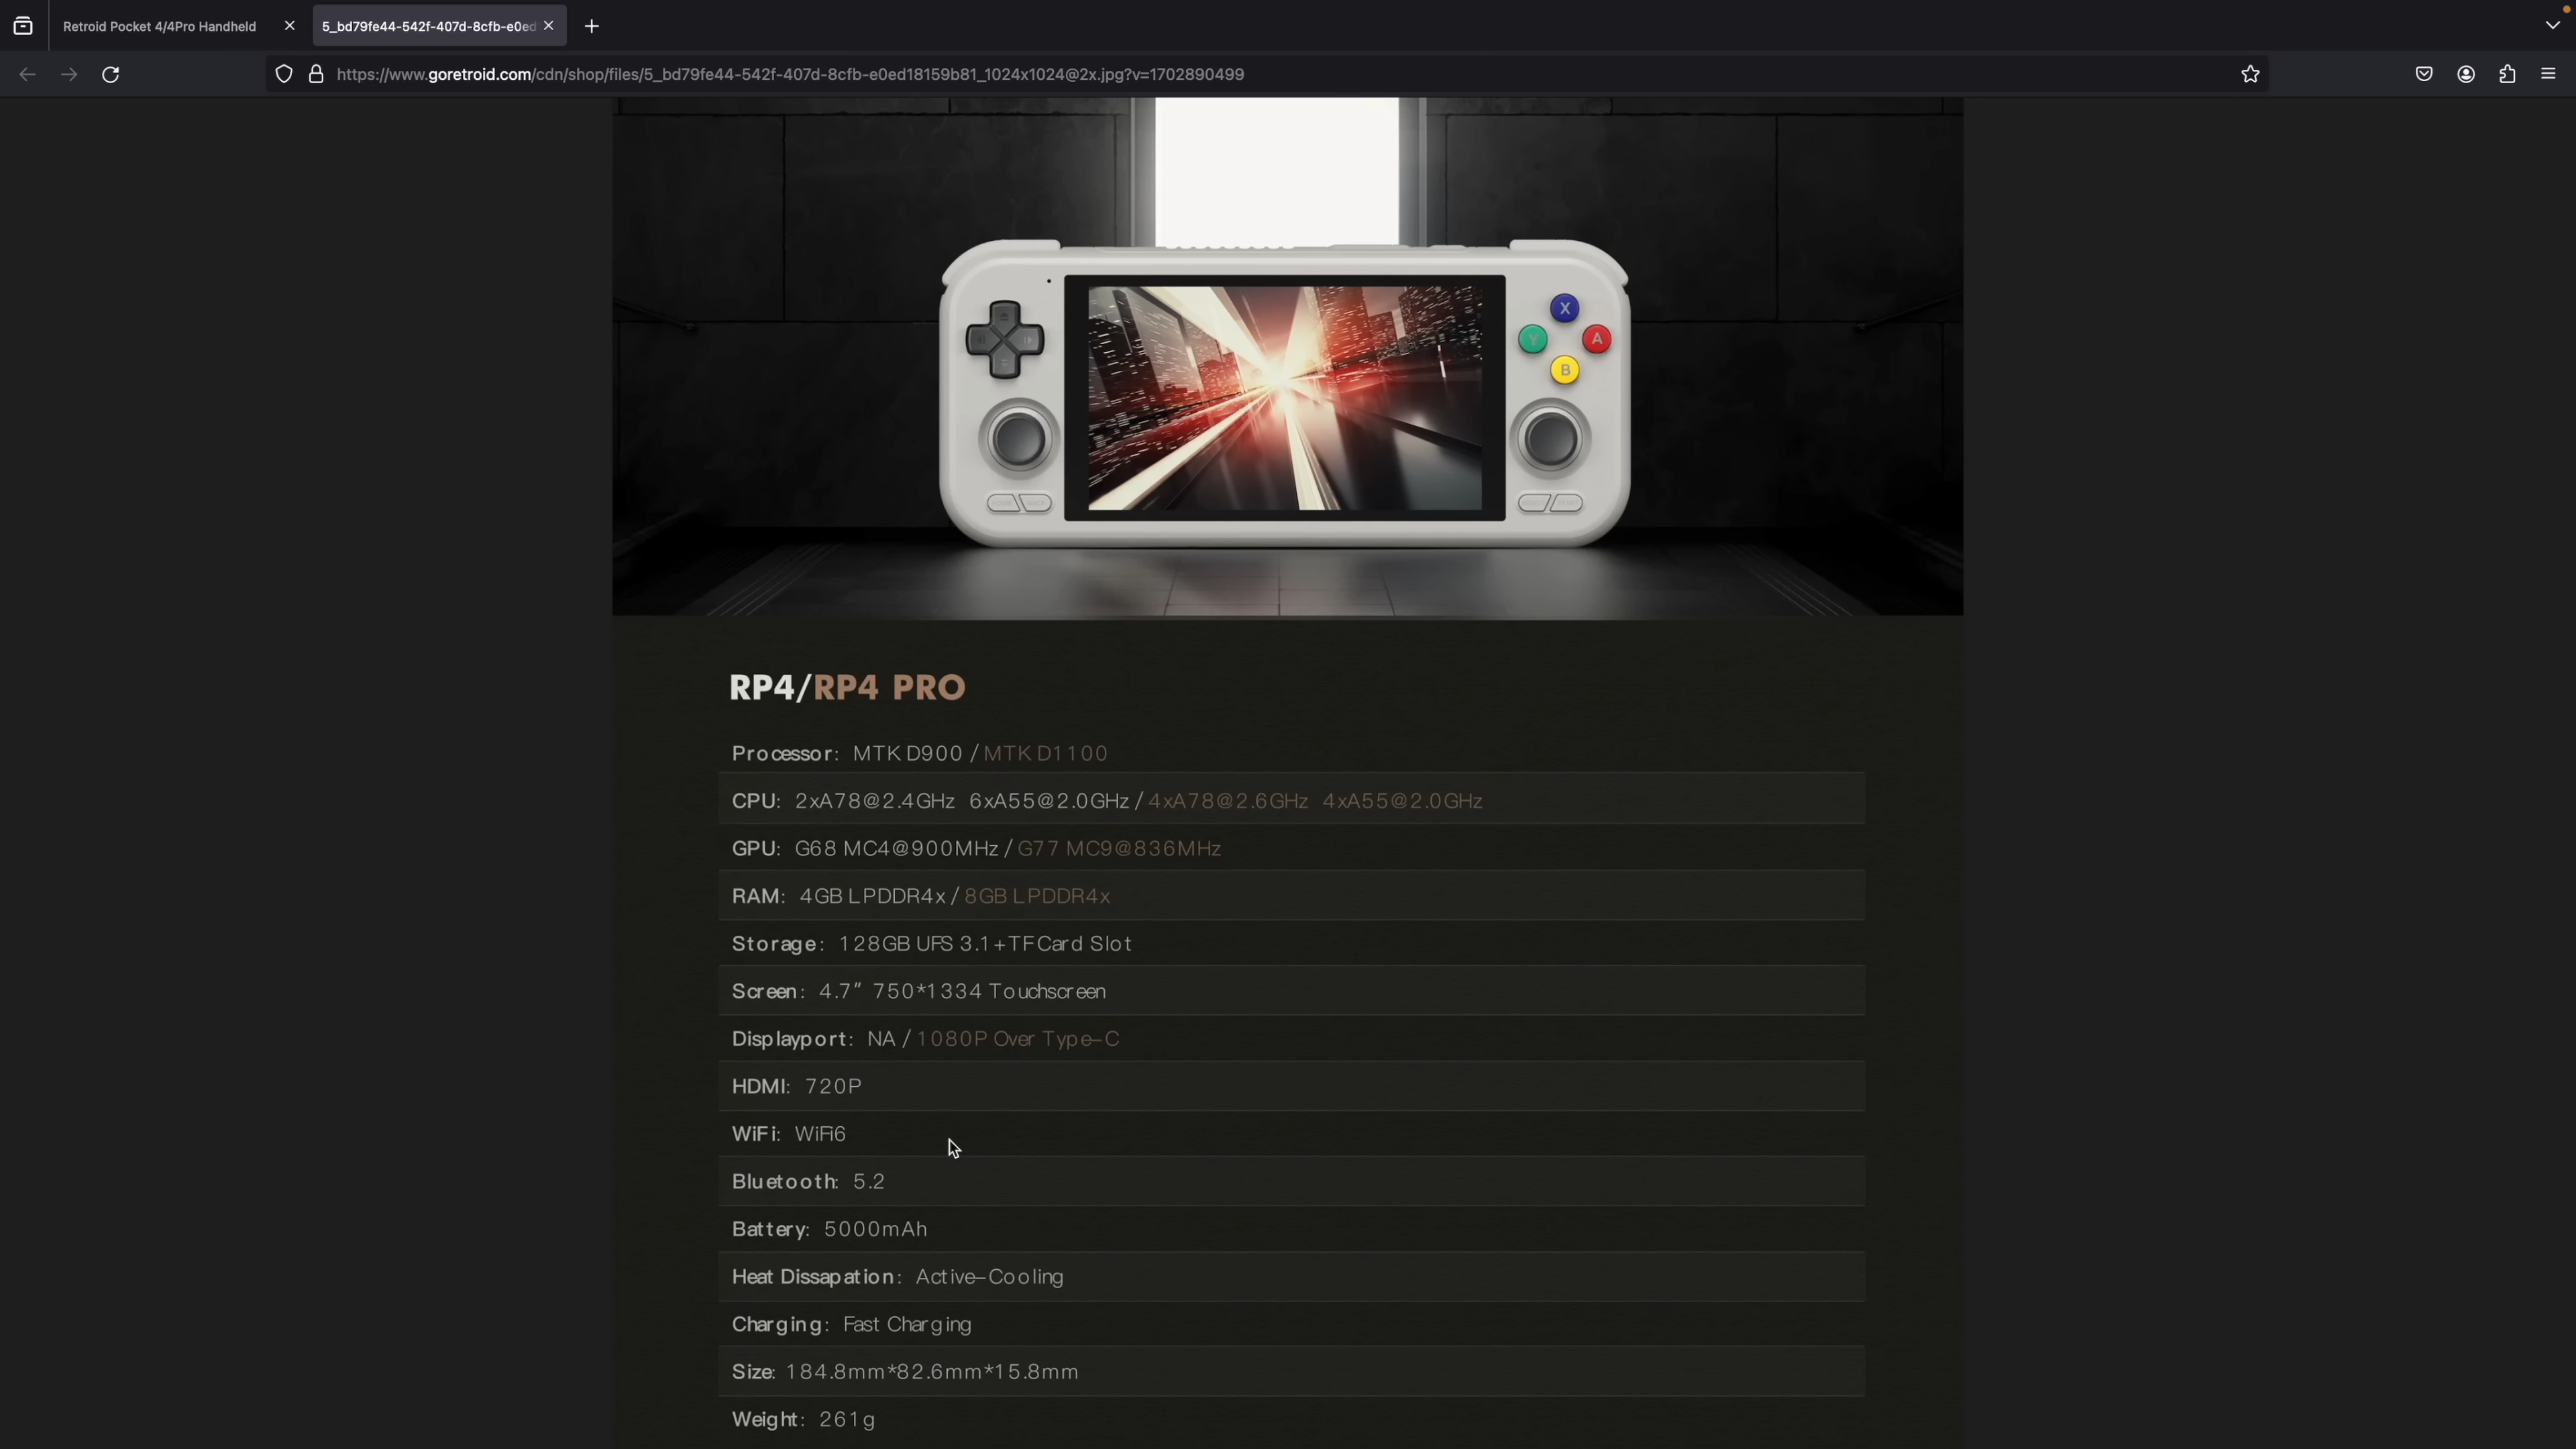 Retroid Pocket 4/4Pro Handheld
5_bd79fe44-542f-407d-8cfb-e0ed
https://www.goretroid.com/cdn/shop/files/5_bd79fe44-542f-407d-8cfb-e0ed18159b81_1024x1024@2x.jpg?v=1702890499
X
Y
A
B
RP4/RP4 PRO
Processor: MTK D900 / MTK D1100
CPU: 2xA78@2.4GHz 6xA55@2.0GHz / 4xA78@2.6GHz 4xA55@2.0GHz
GPU: G68 MC4@900MHz / G77 MC9@836MHz
RAM: 4GB LPDDR4x / 8GB LPDDR4x
Storage: 128GB UFS 3.1+TF Card Slot
Screen: 4.7" 750*1334 Touchscreen
Displayport: NA / 1080P Over Type-C
HDMI: 720P
WiFi: WiFi6
Bluetooth: 5.2
Battery: 5000mAh
Heat Dissapation: Active-Cooling
Charging: Fast Charging
Size: 184.8mm*82.6mm*15.8mm
Weight: 261g